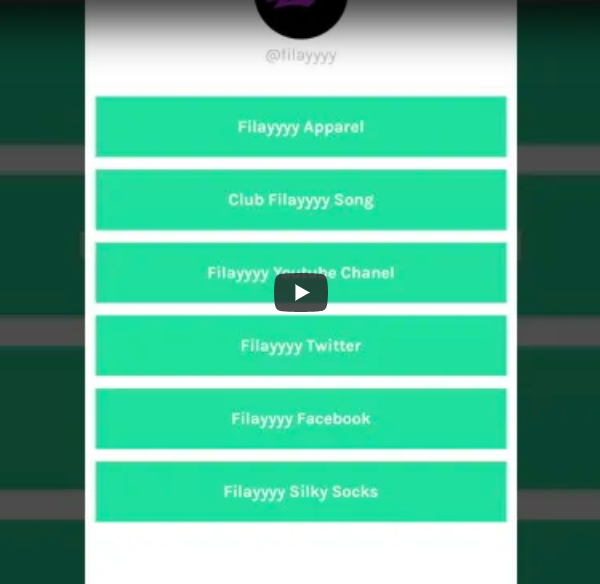 @filayyyy
Filayyyy Apparel
Club Filayyyy Song
Filayyyy Youtube Chanel
Filayyyy Twitter
Filayyyy Facebook
Filayyyy Silky Socks